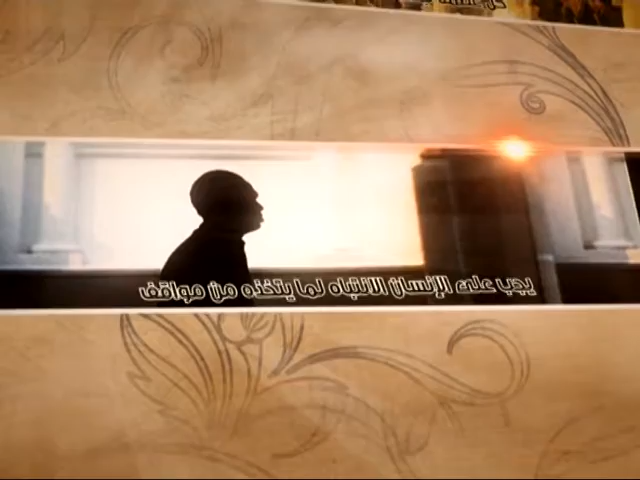 يجب على الإنسان الانتباه لما يتخذه من مواقف